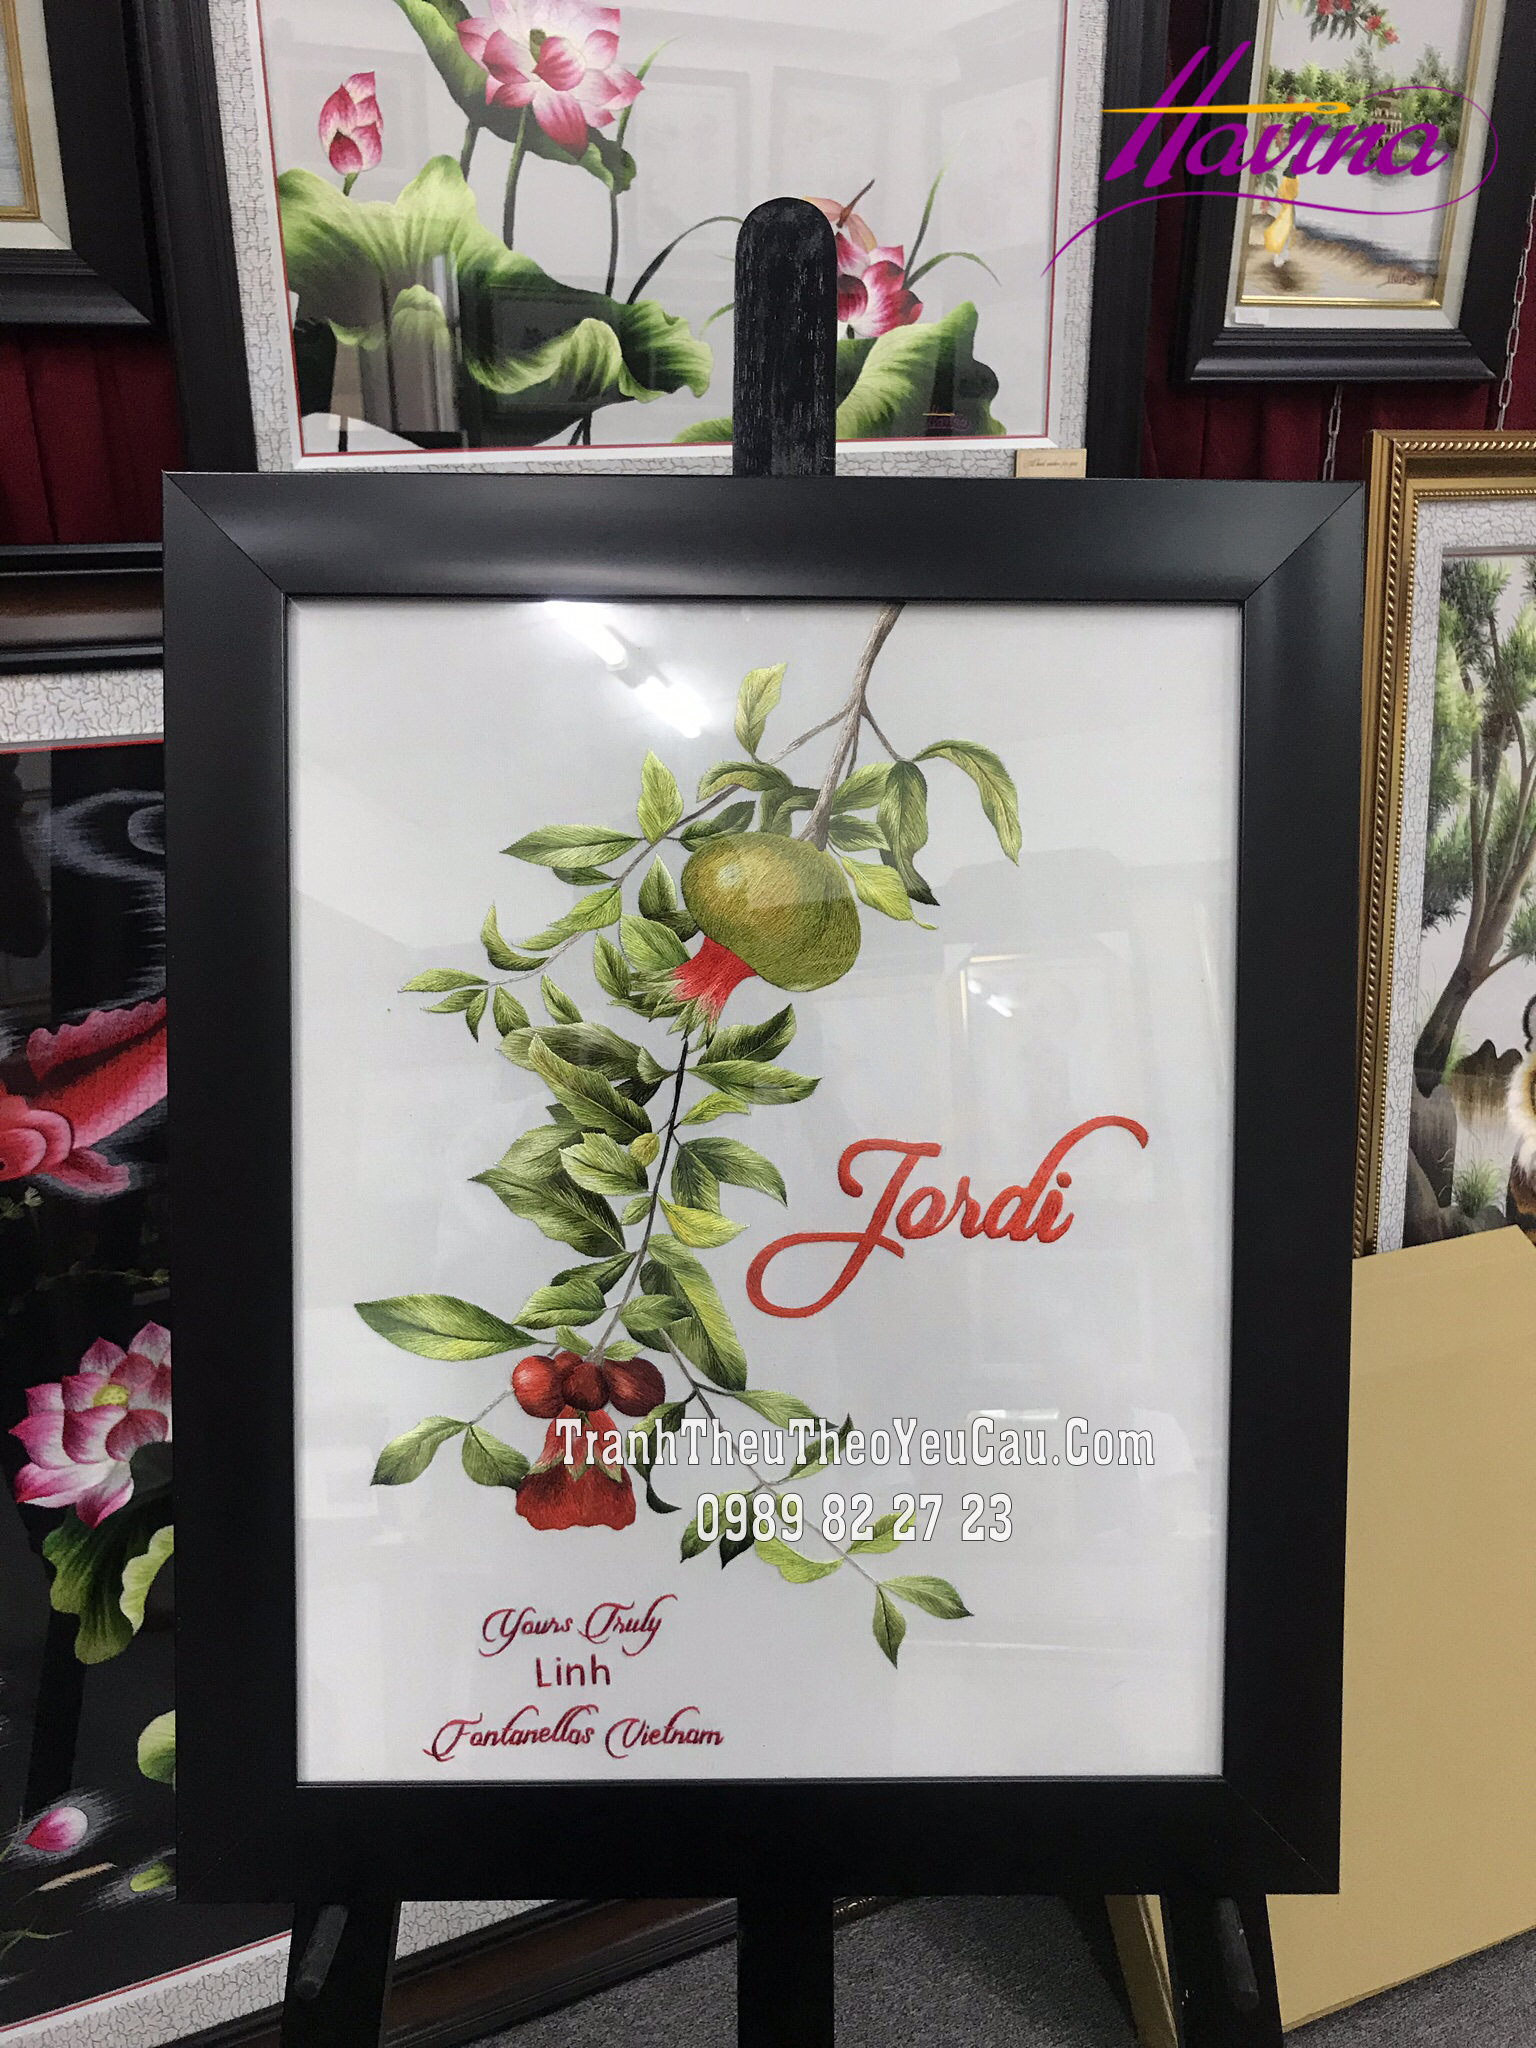 Havina
Jordi
TranhTheuTheoYeuCau.Com
0989 82 27 23
Yours Truly
Linh
Fontanellas Vietnam